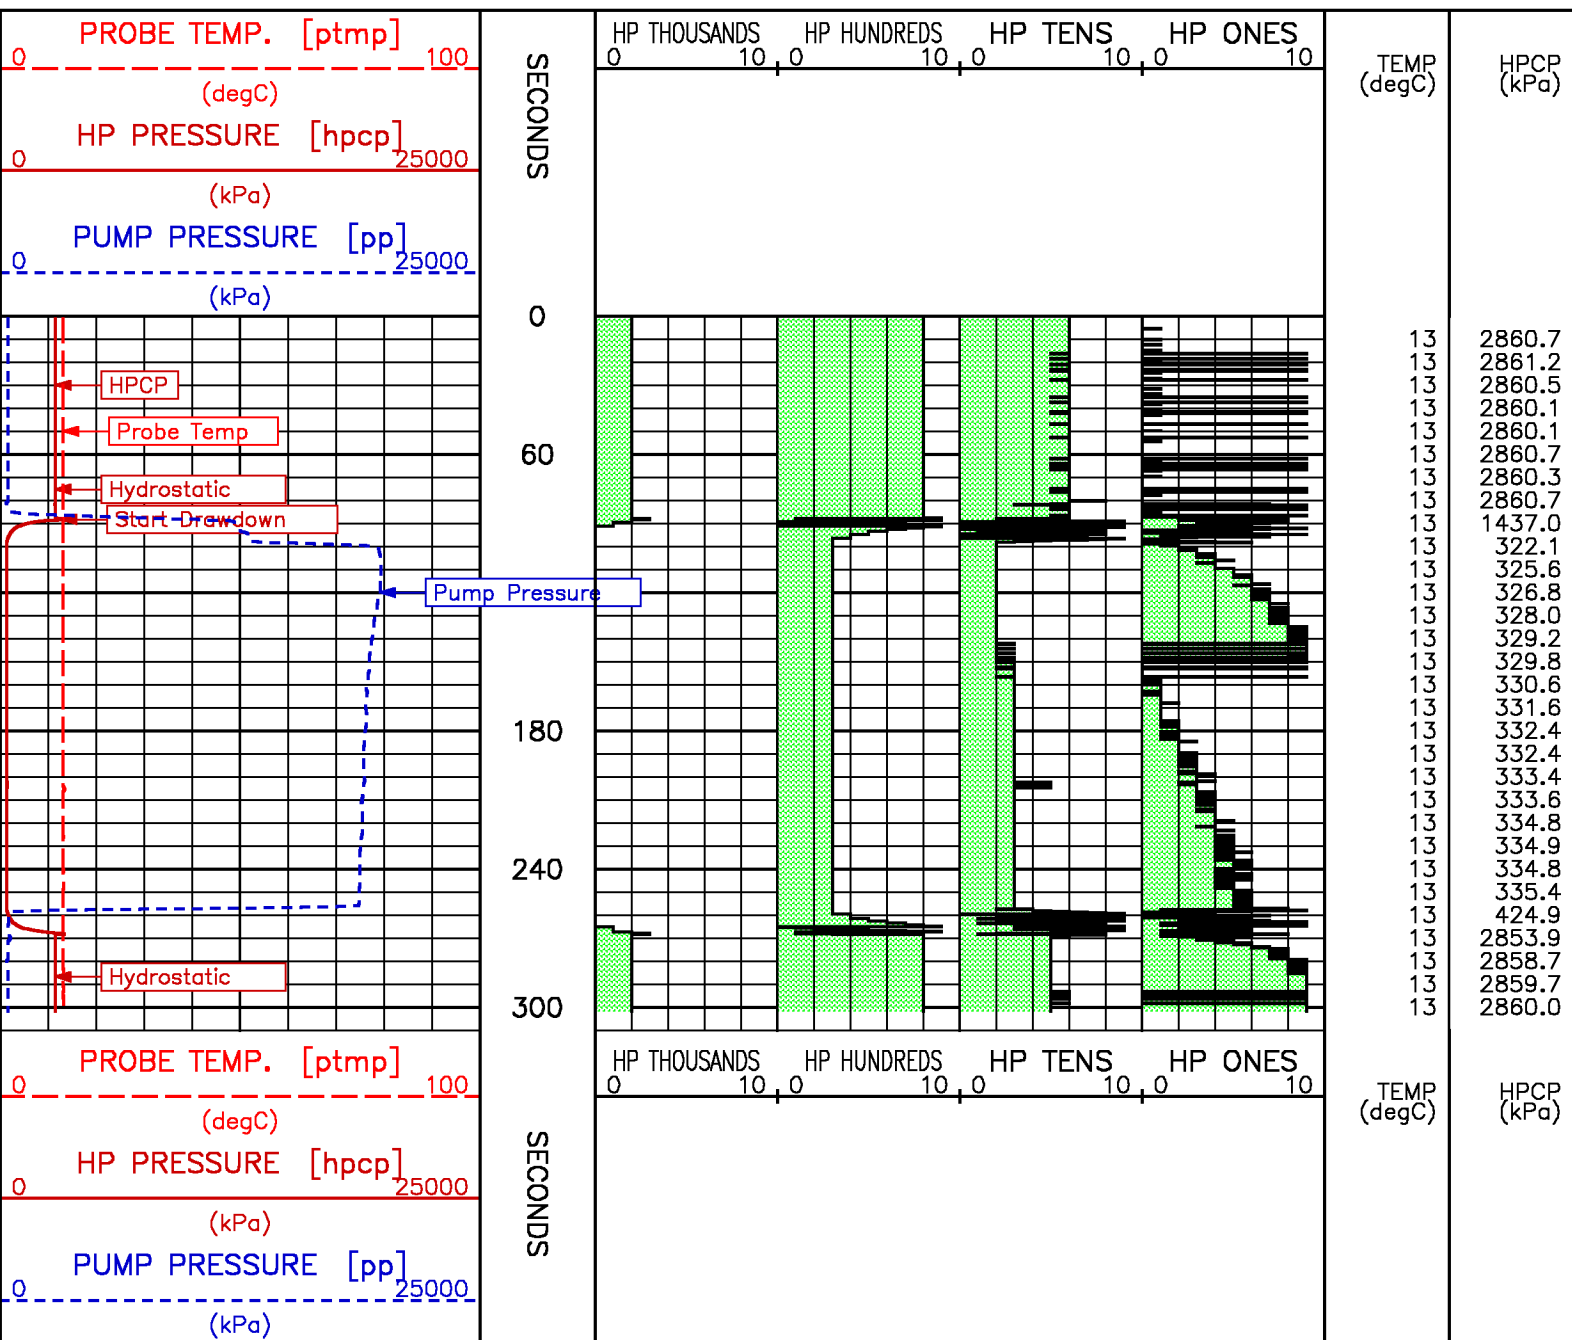 PROBE TEMP. [ptmp]
0 100
(degC)
HP PRESSURE [hpcp]
0 25000
(kPa)
PUMP PRESSURE [pp]
0 25000
(kPa)
SECONDS
HP THOUSANDS HP HUNDREDS HP TENS HP ONES
0 10 0 10 0 10 0 10
TEMP HPCP
(degC) (kPa)
0
13 2860.7
13 2861.2
HPCP
13 2860.5
13 2860.1
Probe Temp
13 2860.1
60
13 2860.7
13 2860.3
Hydrostatic
13 2860.7
Start Drawdown
13 1437.0
13 322.1
13 325.6
Pump Pressure
13 326.8
13 328.0
13 329.2
13 329.8
13 330.6
13 331.6
180
13 332.4
13 332.4
13 333.4
13 333.6
13 334.8
13 334.9
240
13 334.8
13 335.4
13 424.9
13 2853.9
13 2858.7
Hydrostatic
13 2859.7
300
13 2860.0
PROBE TEMP. [ptmp]
0 100
(degC)
HP PRESSURE [hpcp]
0 25000
(kPa)
PUMP PRESSURE [pp]
0 25000
(kPa)
SECONDS
HP THOUSANDS HP HUNDREDS HP TENS HP ONES
0 10 0 10 0 10 0 10
TEMP HPCP
(degC) (kPa)